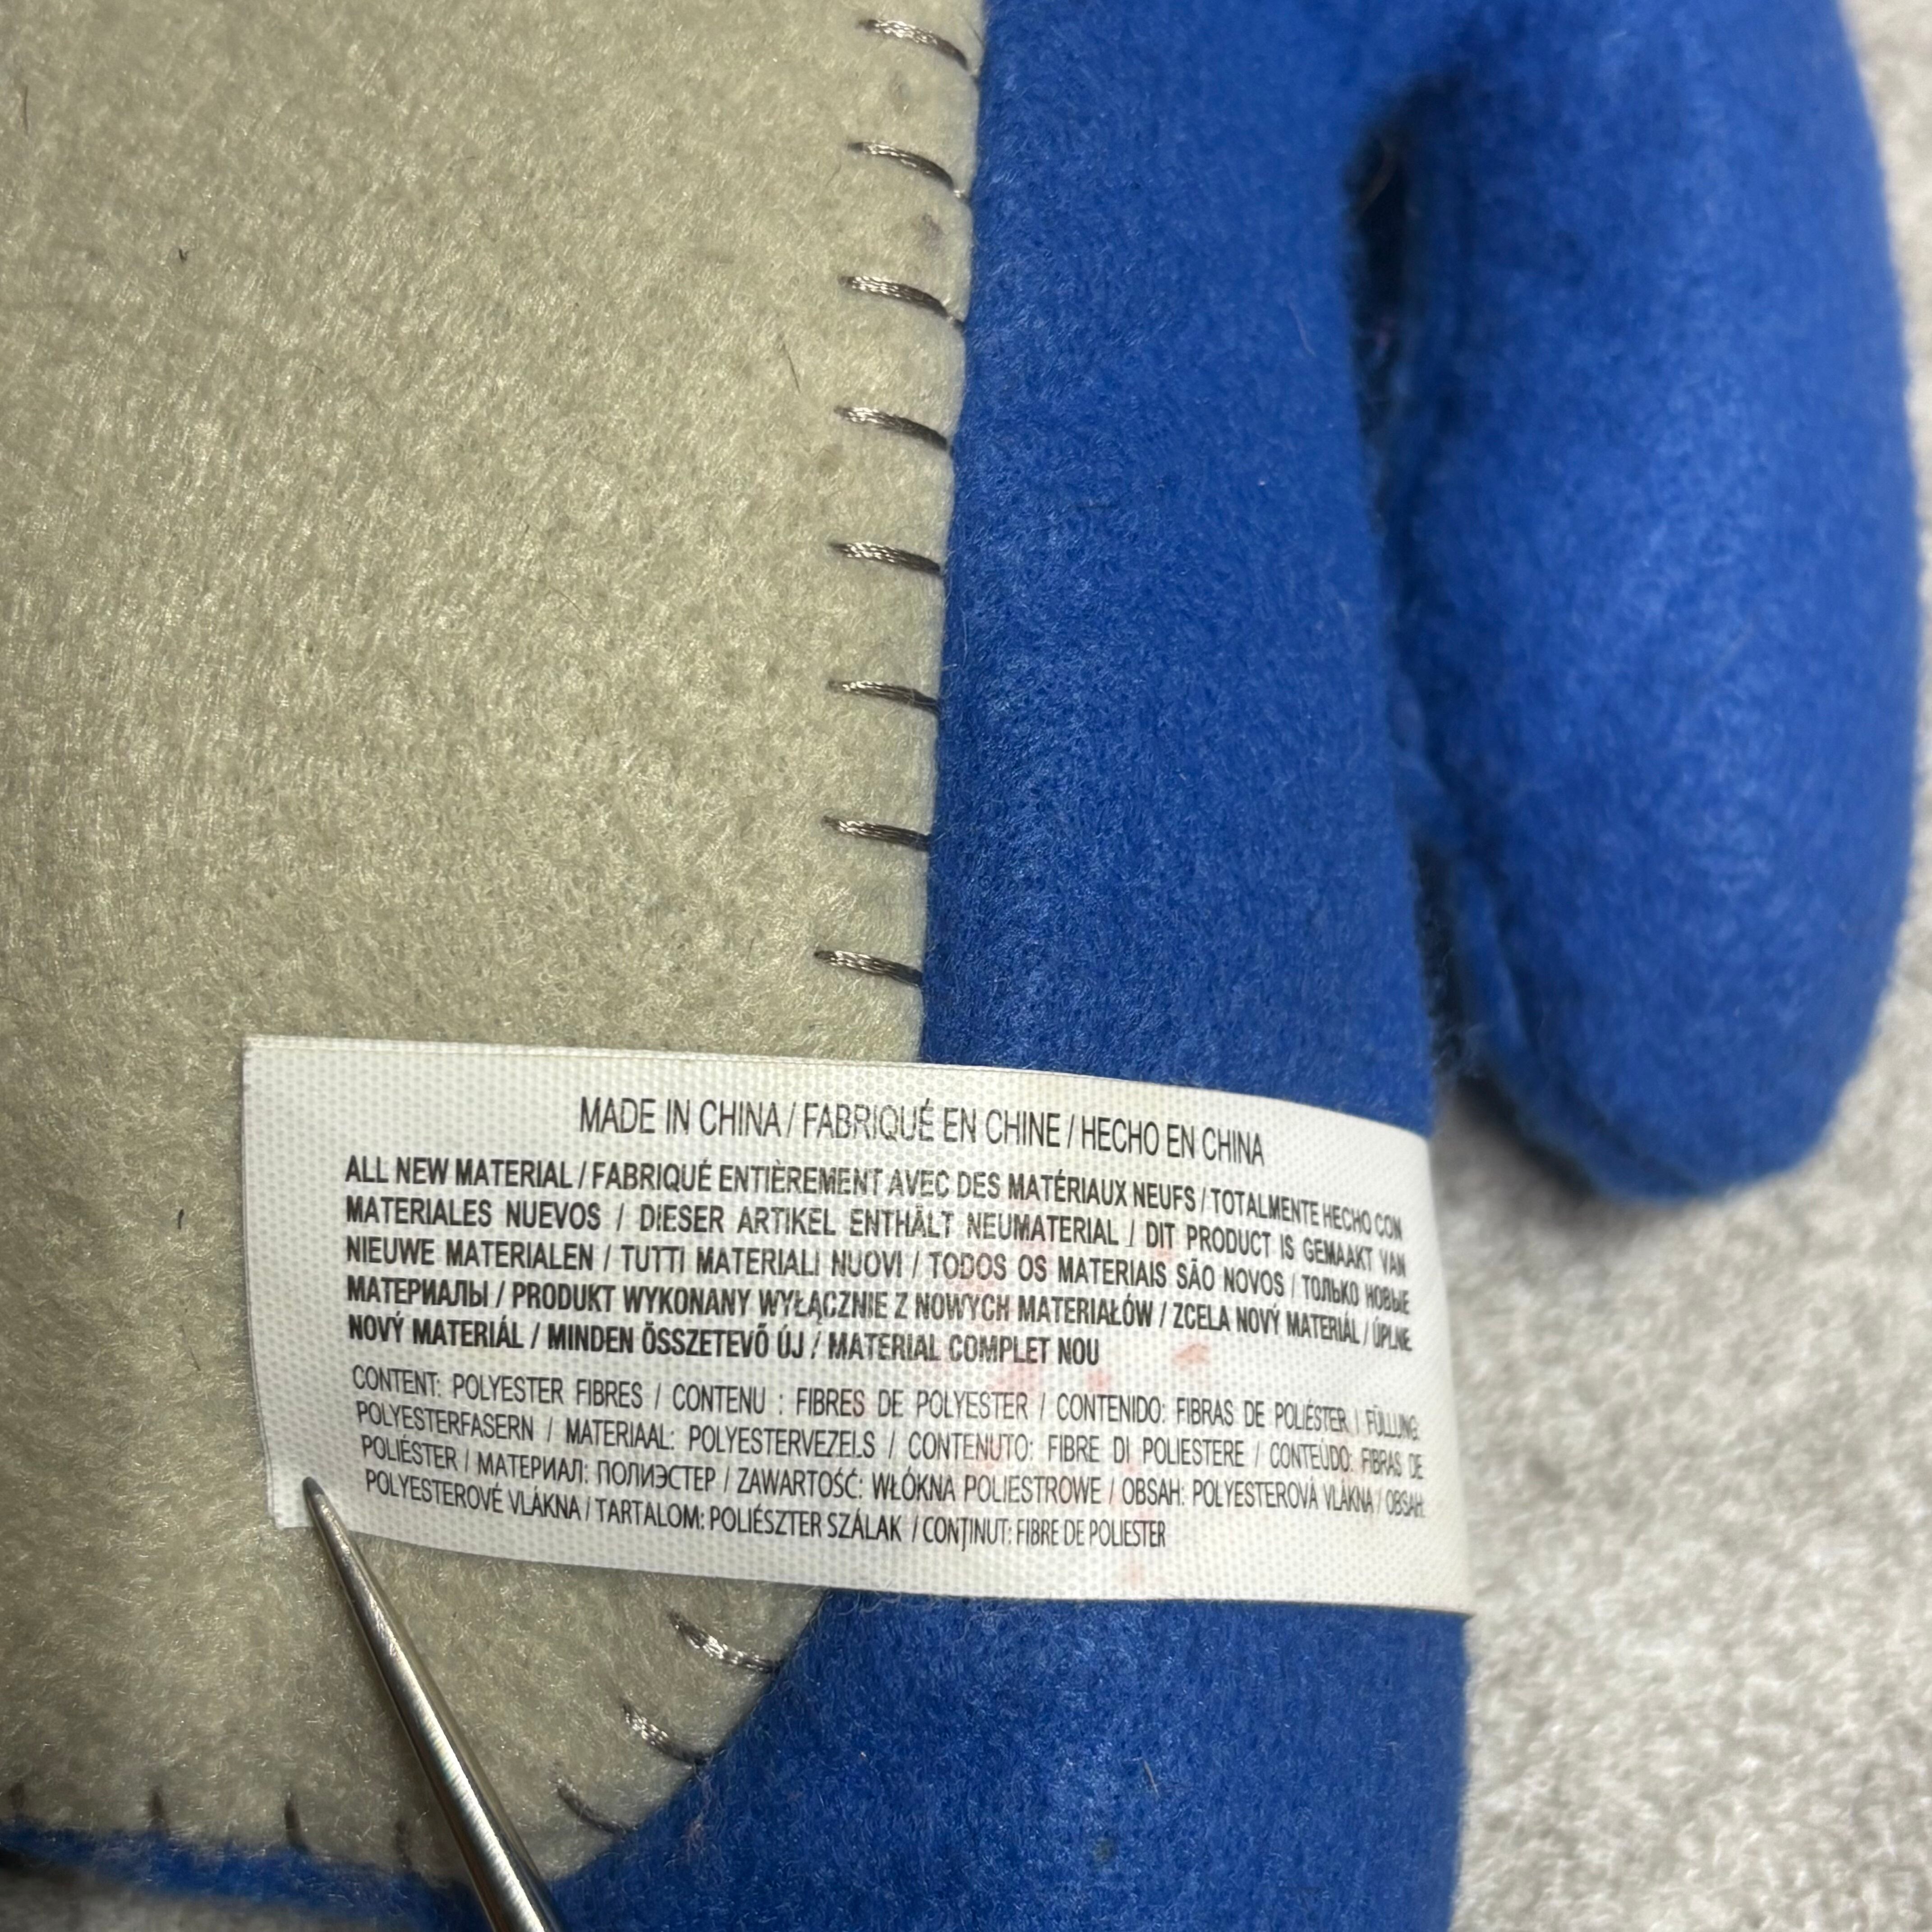 MADE IN CHINA / FABRIQUÉ EN CHINE / HECHO EN CHINA
ALL NEW MATERIAL / FABRIQUÉ ENTIÈREMENT AVEC DES MATÉRIAUX NEUFS / TOTALMENTE HECHO CON
MATERIALES NUEVOS / DIESER ARTIKEL ENTHÄLT NEUMATERIAL / DIT PRODUCT IS GEMAAKT VAN
NIEUWE MATERIALEN / TUTTI MATERIALI NUOVI / TODOS OS MATERIAIS SÃO NOVOS / ТОЛЬКО НОВЫЕ
МАТЕРИАЛЫ / PRODUKT WYKONANY WYŁĄCZNIE Z NOWYCH MATERIAŁÓW / ZCELA NOVÝ MATERIÁL / ÚPLNE
NOVÝ MATERIÁL / MINDEN ÖSSZETEVŐ ÚJ / MATERIAL COMPLET NOU
CONTENT: POLYESTER FIBRES / CONTENU : FIBRES DE POLYESTER / CONTENIDO: FIBRAS DE POLIÉSTER / FÜLLUNG:
POLYESTERFASERN / MATERIAAL: POLYESTERVEZELS / CONTENUTO: FIBRE DI POLIESTERE / CONTEÚDO: FIBRAS DE
POLIÉSTER / МАТЕРИАЛ: ПОЛИЭСТЕР / ZAWARTOŚĆ: WŁÓKNA POLIESTROWE / OBSAH: POLYESTEROVÁ VLÁKNA / OBSAH:
POLYESTEROVÉ VLÁKNA / TARTALOM: POLIÉSZTER SZÁLAK / CONȚINUT: FIBRE DE POLIESTER